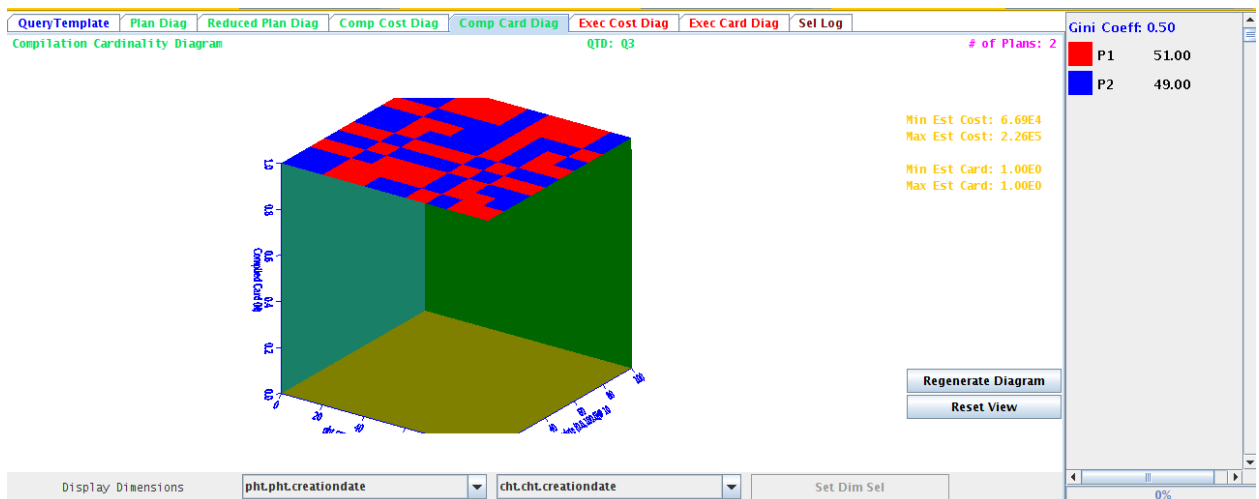 QueryTemplate Plan Diag Reduced Plan Diag Comp Cost Diag Comp Card Diag Exec Cost Diag Exec Card Diag Sel Log
Compilation Cardinality Diagram QTD: Q3 # of Plans: 2
Gini Coeff: 0.50
P1 51.00
P2 49.00
Min Est Cost: 6.69E4
Max Est Cost: 2.26E5
Min Est Card: 1.00E0
Max Est Card: 1.00E0
1.0
0.8
0.6
0.4
0.2
0.0
Compiled Card
0
20
40
60
80
100
Regenerate Diagram
Reset View
Display Dimensions pht.pht.creationdate cht.cht.creationdate Set Dim Sel
0%